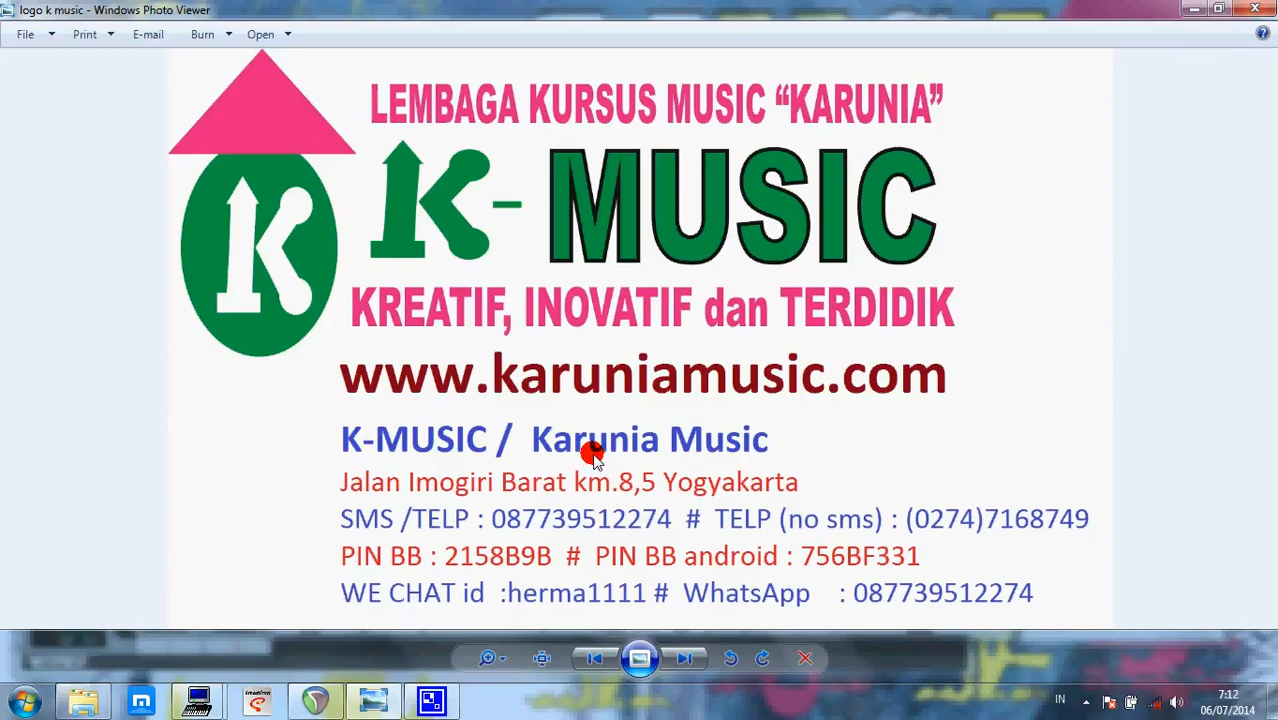 logo k music - Windows Photo Viewer
File Print E-mail Burn Open
LEMBAGA KURSUS MUSIC “KARUNIA”
K K- MUSIC
KREATIF, INOVATIF dan TERDIDIK
www.karuniamusic.com
K-MUSIC / Karunia Music
Jalan Imogiri Barat km.8,5 Yogyakarta
SMS /TELP : 087739512274 # TELP (no sms) : (0274)7168749
PIN BB : 2158B9B # PIN BB android : 756BF331
WE CHAT id :herma1111 # WhatsApp : 087739512274
IN
7:12
06/07/2014